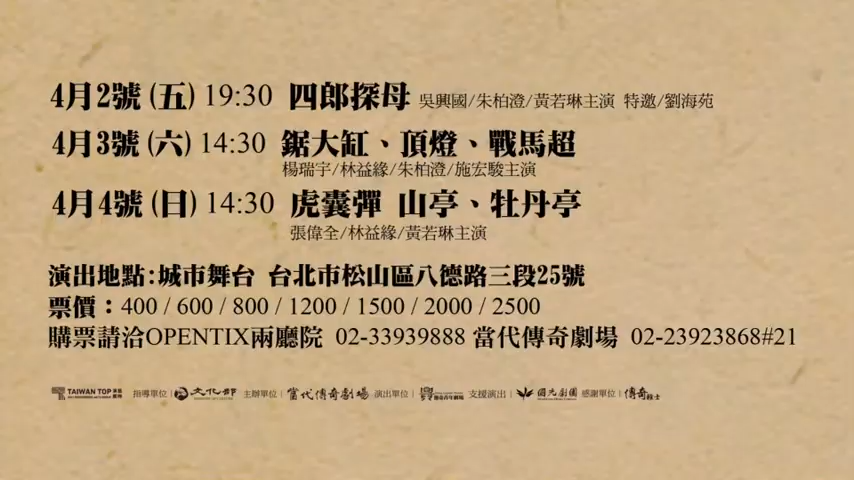 4月2號 (五) 19:30 四郎探母 吳興國/朱柏澄/黃若琳主演 特邀/劉海苑
4月3號 (六) 14:30 鋸大缸、頂燈、戰馬超
楊瑞宇/林益緣/朱柏澄/施宏駿主演
4月4號 (日) 14:30 虎囊彈 山亭、牡丹亭
張偉全/林益緣/黃若琳主演
演出地點:城市舞台 台北市松山區八德路三段25號
票價:400 / 600 / 800 / 1200 / 1500 / 2000 / 2500
購票請洽OPENTIX兩廳院 02-33939888 當代傳奇劇場 02-23923868#21
TAIWAN TOP 指導單位 | 文化部 主辦單位 | 當代傳奇劇場 演出單位 | 支援演出 | 國光劇團 感謝單位 | 傳奇